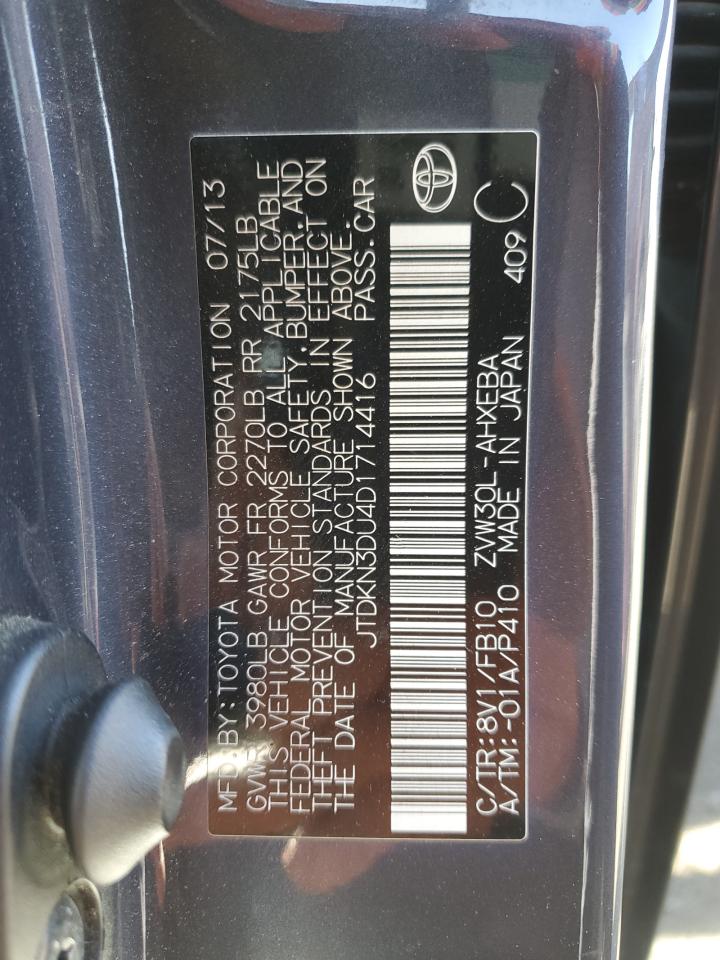 MFD.BY:TOYOTA MOTOR CORPORATION 07/13
GVWR 3980LB GAWR FR 2270LB RR 2175LB
THIS VEHICLE CONFORMS TO ALL APPLICABLE
FEDERAL MOTOR VEHICLE SAFETY,BUMPER,AND
THEFT PREVENTION STANDARDS IN EFFECT ON
THE DATE OF MANUFACTURE SHOWN ABOVE.
JTDKN3DU4D1714416 PASS.CAR
C/TR:8V1/FB10 ZVW30L-AHXEBA
A/TM:-01A/P410 MADE IN JAPAN 409 C